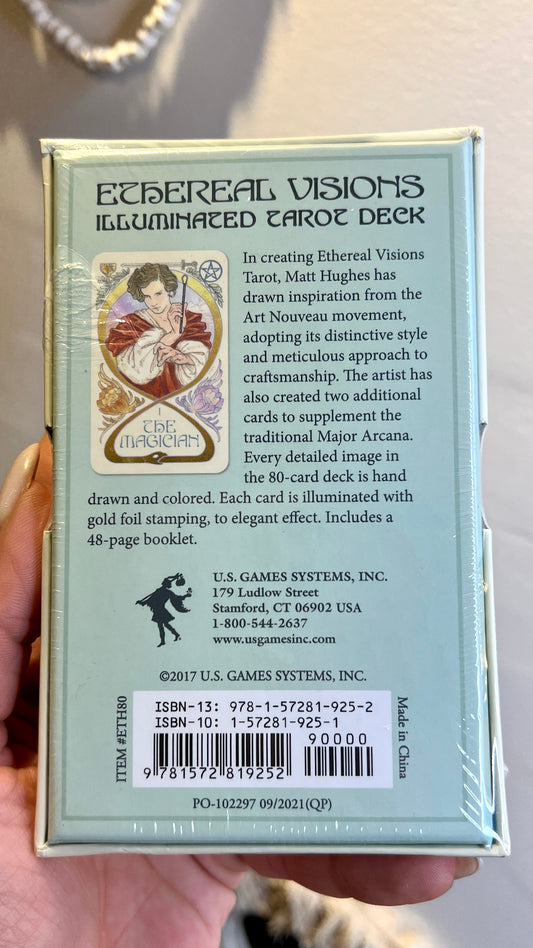 ETHEREAL VISIONS
ILLUMINATED TAROT DECK
I
THE
MAGICIAN
In creating Ethereal Visions
Tarot, Matt Hughes has
drawn inspiration from the
Art Nouveau movement,
adopting its distinctive style
and meticulous approach to
craftsmanship. The artist has
also created two additional
cards to supplement the
traditional Major Arcana.
Every detailed image in
the 80-card deck is hand
drawn and colored. Each card is illuminated with
gold foil stamping, to elegant effect. Includes a
48-page booklet.
U.S. GAMES SYSTEMS, INC.
179 Ludlow Street
Stamford, CT 06902 USA
1-800-544-2637
www.usgamesinc.com
©2017 U.S. GAMES SYSTEMS, INC.
ITEM #ETH80
ISBN-13: 978-1-57281-925-2
ISBN-10: 1-57281-925-1
90000
9 781572 819252
Made in China
PO-102297 09/2021(QP)